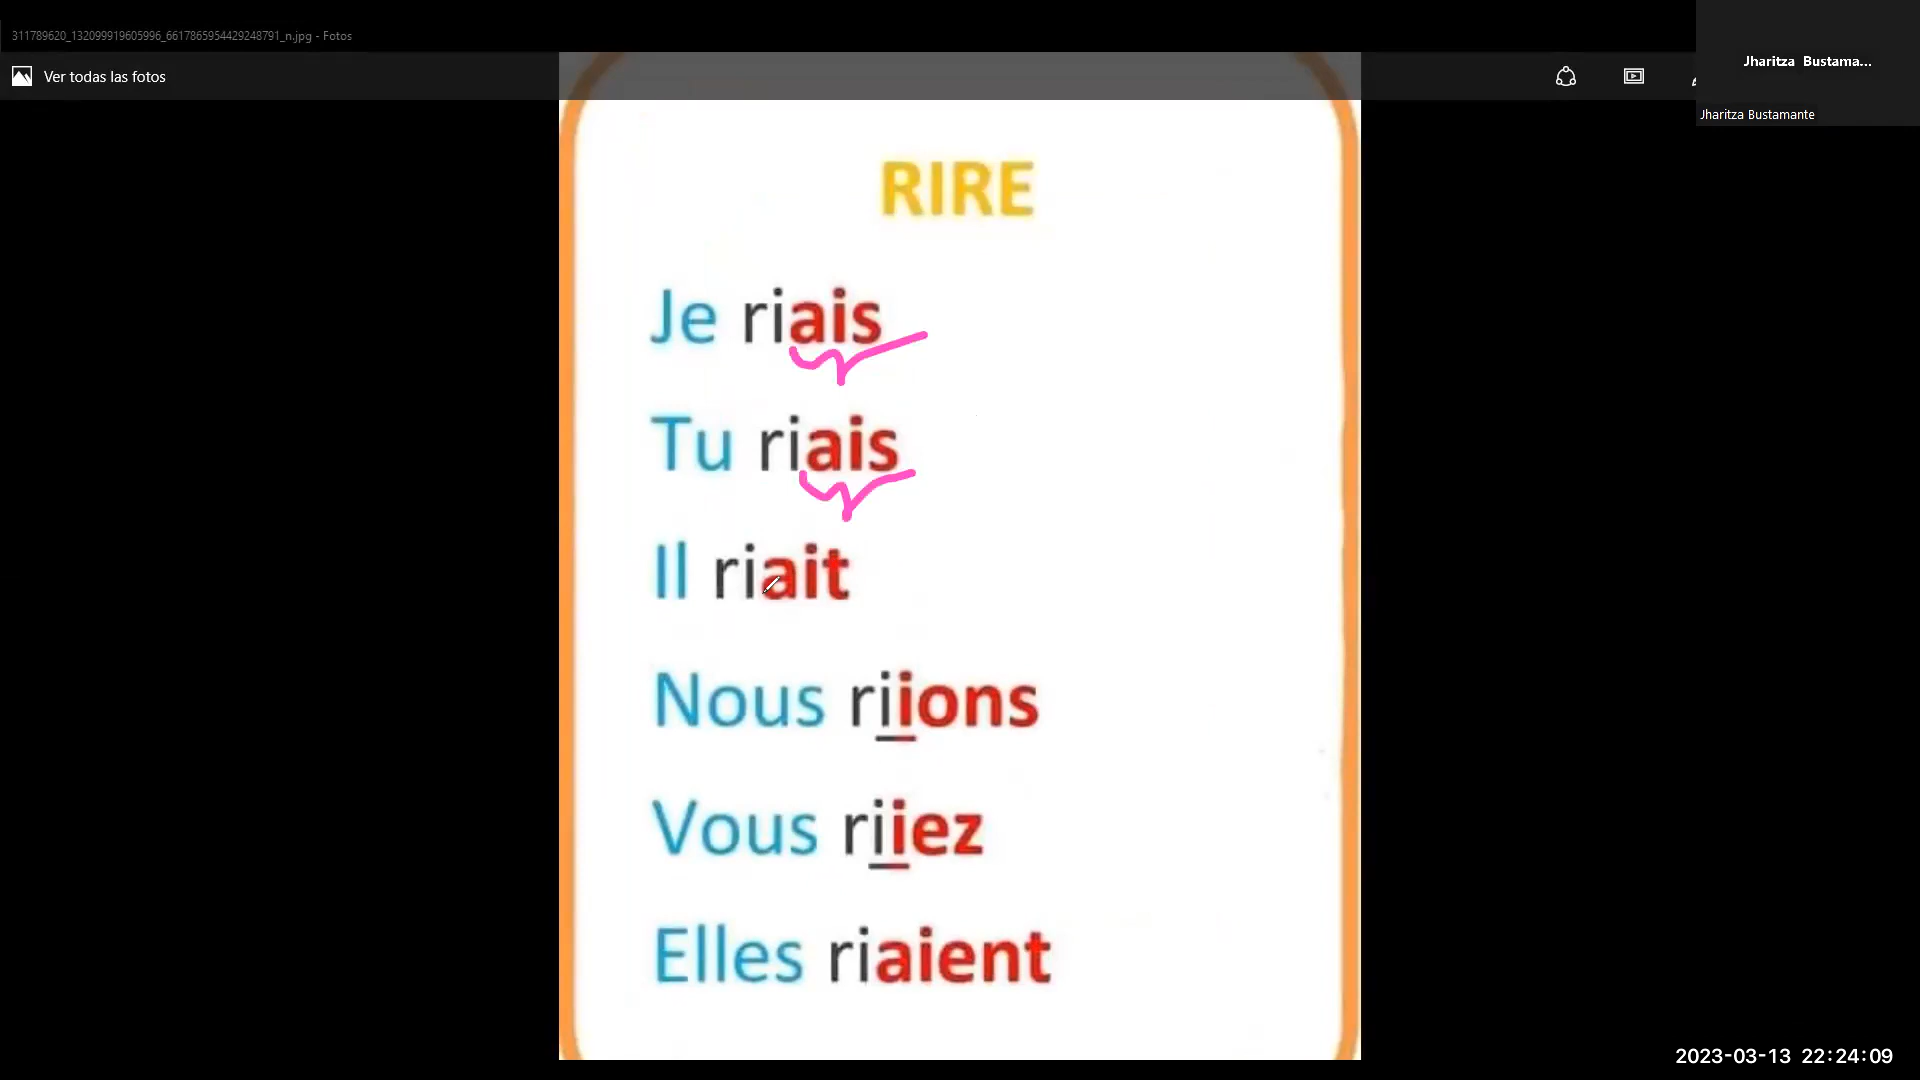 311789620_132099919605996_6617865954429248791_n.jpg - Fotos
Ver todas las fotos
Jharitza Bustama...
Jharitza Bustamante
RIRE
Je riais
Tu riais
Il riait
Nous riions
Vous riiez
Elles riaient
2023-03-13 22:24:09